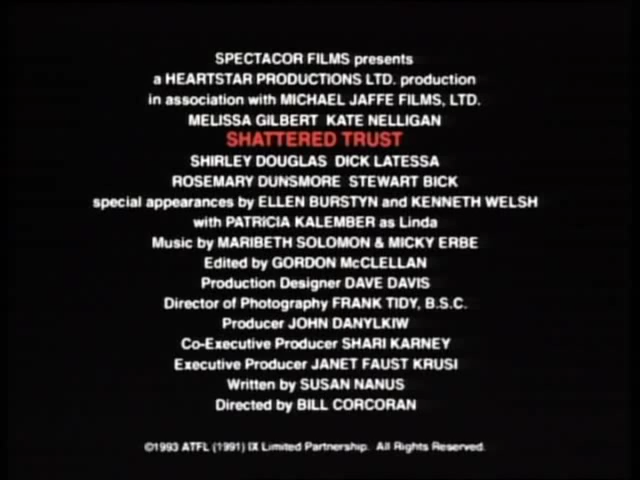 SPECTACOR FILMS presents
a HEARTSTAR PRODUCTIONS LTD. production
in association with MICHAEL JAFFE FILMS, LTD.
MELISSA GILBERT KATE NELLIGAN
SHATTERED TRUST
SHIRLEY DOUGLAS DICK LATESSA
ROSEMARY DUNSMORE STEWART BICK
special appearances by ELLEN BURSTYN and KENNETH WELSH
with PATRICIA KALEMBER as Linda
Music by MARIBETH SOLOMON & MICKY ERBE
Edited by GORDON McCLELLAN
Production Designer DAVE DAVIS
Director of Photography FRANK TIDY, B.S.C.
Producer JOHN DANYLKIW
Co-Executive Producer SHARI KARNEY
Executive Producer JANET FAUST KRUSI
Written by SUSAN NANUS
Directed by BILL CORCORAN
©1993 ATFL (1991) IX Limited Partnership. All Rights Reserved.